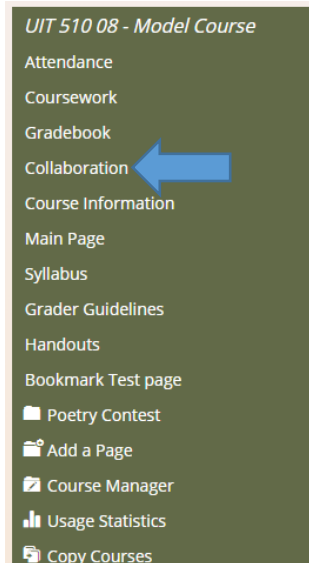 UIT 510 08 - Model Course
Attendance
Coursework
Gradebook
Collaboration
Course Information
Main Page
Syllabus
Grader Guidelines
Handouts
Bookmark Test page
Poetry Contest
Add a Page
Course Manager
Usage Statistics
Copy Courses